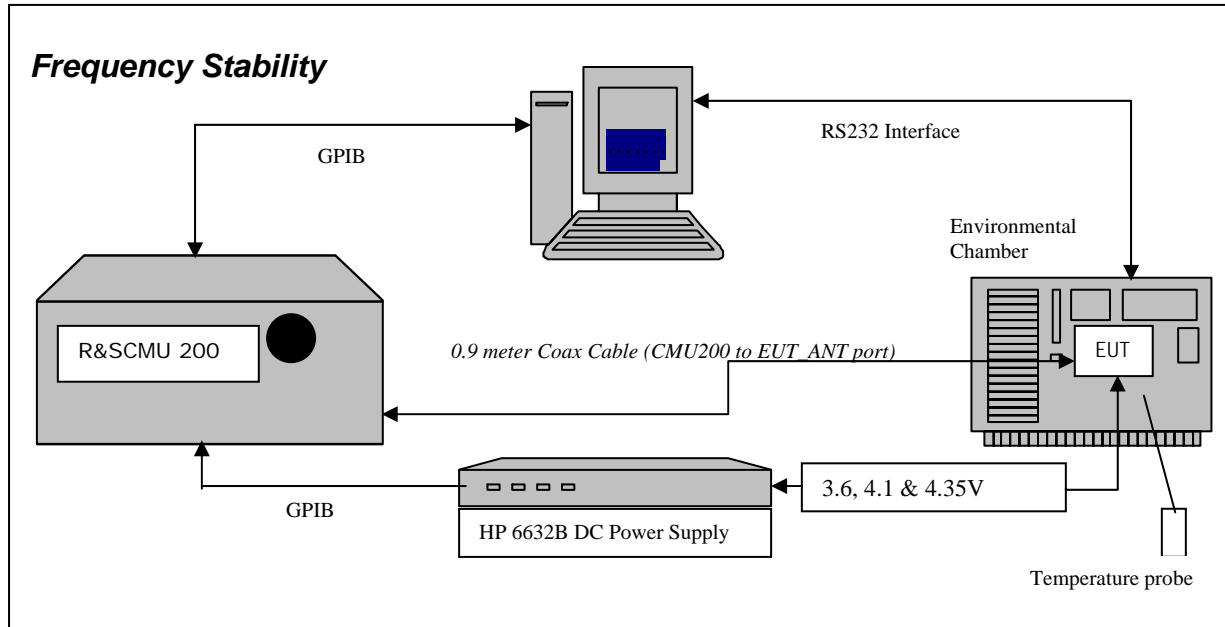 Frequency Stability
RS232 Interface
GPIB
Environmental
Chamber
R&SCMU 200
0.9 meter Coax Cable (CMU200 to EUT_ANT port)
EUT
3.6, 4.1 & 4.35V
GPIB
HP 6632B DC Power Supply
Temperature probe